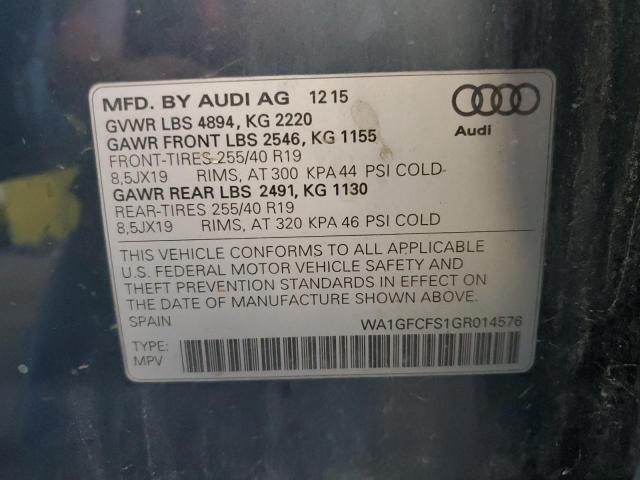 MFD. BY AUDI AG 12 15
GVWR LBS 4894, KG 2220
GAWR FRONT LBS 2546, KG 1155
FRONT-TIRES 255/40 R19
8,5JX19 RIMS, AT 300 KPA 44 PSI COLD
GAWR REAR LBS 2491, KG 1130
REAR-TIRES 255/40 R19
8,5JX19 RIMS, AT 320 KPA 46 PSI COLD
Audi
THIS VEHICLE CONFORMS TO ALL APPLICABLE
U.S. FEDERAL MOTOR VEHICLE SAFETY AND
THEFT PREVENTION STANDARDS IN EFFECT ON
THE DATE OF MANUFACTURE SHOWN ABOVE.
SPAIN WA1GFCFS1GR014576
TYPE:
MPV